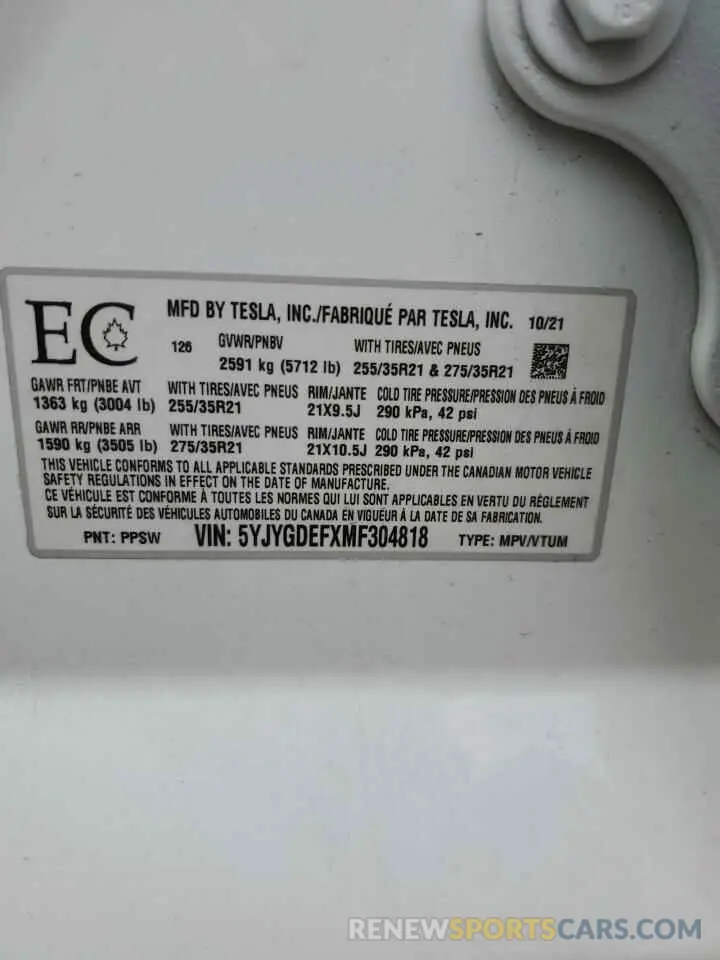 EC
MFD BY TESLA, INC./FABRIQUÉ PAR TESLA, INC. 10/21
126 GVWR/PNBV WITH TIRES/AVEC PNEUS
2591 kg (5712 lb) 255/35R21 & 275/35R21
GAWR FRT/PNBE AVT WITH TIRES/AVEC PNEUS RIM/JANTE COLD TIRE PRESSURE/PRESSION DES PNEUS À FROID
1363 kg (3004 lb) 255/35R21 21X9.5J 290 kPa, 42 psi
GAWR RR/PNBE ARR WITH TIRES/AVEC PNEUS RIM/JANTE COLD TIRE PRESSURE/PRESSION DES PNEUS À FROID
1590 kg (3505 lb) 275/35R21 21X10.5J 290 kPa, 42 psi
THIS VEHICLE CONFORMS TO ALL APPLICABLE STANDARDS PRESCRIBED UNDER THE CANADIAN MOTOR VEHICLE
SAFETY REGULATIONS IN EFFECT ON THE DATE OF MANUFACTURE.
CE VÉHICULE EST CONFORME À TOUTES LES NORMES QUI LUI SONT APPLICABLES EN VERTU DU RÈGLEMENT
SUR LA SÉCURITÉ DES VÉHICULES AUTOMOBILES DU CANADA EN VIGUEUR À LA DATE DE SA FABRICATION.
PNT: PPSW VIN: 5YJYGDEFXMF304818 TYPE: MPV/VTUM
RENEWSPORTSCARS.COM